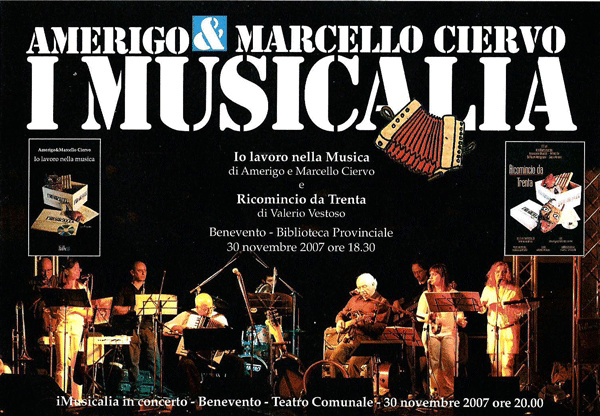 AMERIGO & MARCELLO CIERVO
I MUSICALIA
Amerigo&Marcello Ciervo
Io lavoro nella musica
Io lavoro nella Musica
di Amerigo e Marcello Ciervo
e
Ricomincio da Trenta
di Valerio Vestoso
Benevento - Biblioteca Provinciale
30 novembre 2007 ore 18.30
Ricomincio da
Trenta
iMusicalia in concerto - Benevento - Teatro Comunale - 30 novembre 2007 ore 20.00